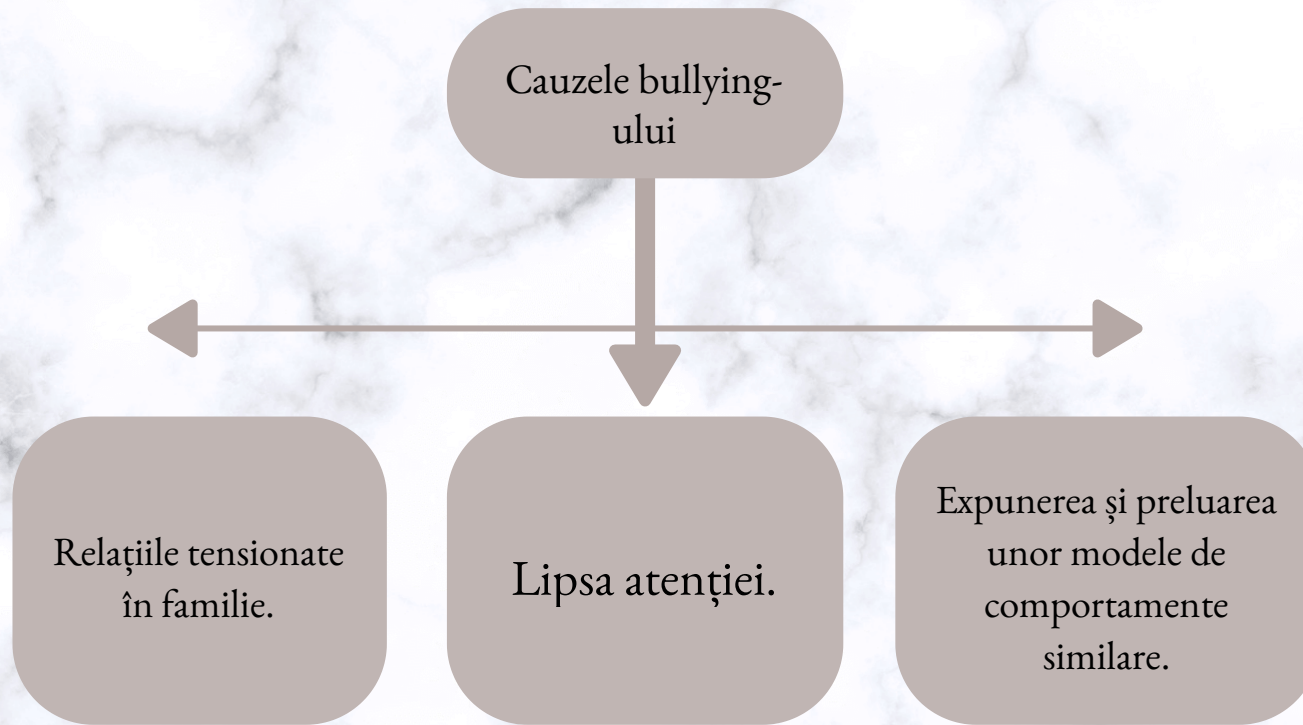 Cauzele bullying-
ului
Relațiile tensionate
în familie.
Lipsa atenției.
Expunerea și preluarea
unor modele de
comportamente
similare.